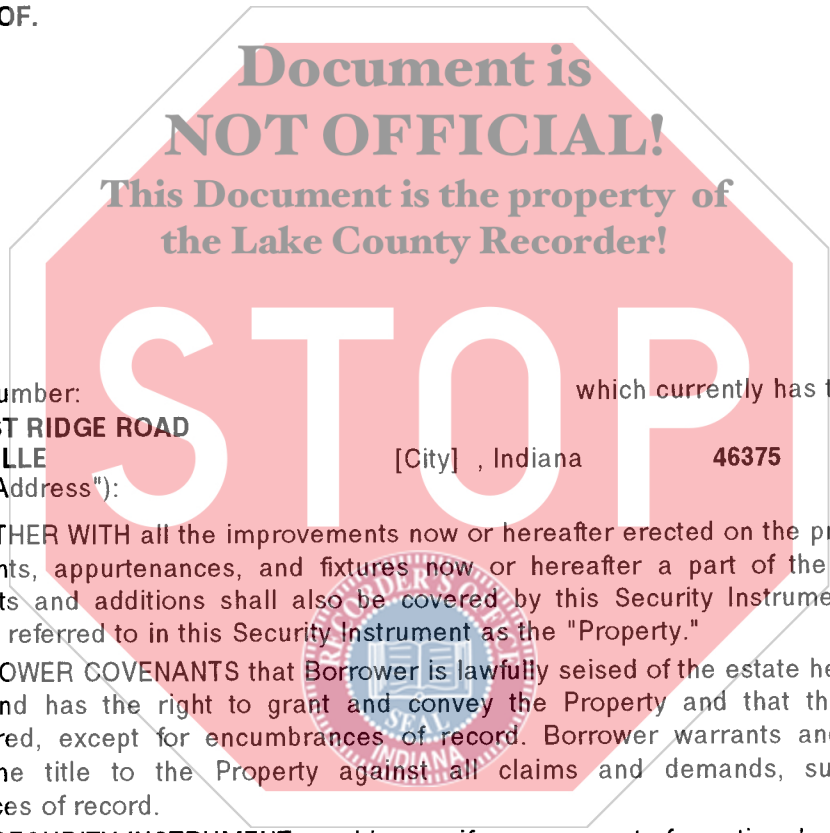 OF.
Document is
NOT OFFICIAL!
This Document is the property of
the Lake County Recorder!
STOP
umber: which currently has t
ST RIDGE ROAD
LLE [City] , Indiana 46375
Address"):
THER WITH all the improvements now or hereafter erected on the pr
nts, appurtenances, and fixtures now or hereafter a part of the
ts and additions shall also be covered by this Security Instrume
referred to in this Security Instrument as the "Property."
OWER COVENANTS that Borrower is lawfully seised of the estate he
nd has the right to grant and convey the Property and that th
red, except for encumbrances of record. Borrower warrants and
ne title to the Property against all claims and demands, su
ces of record.
RECORDER'S OFFICE
SEAL
INDIANA